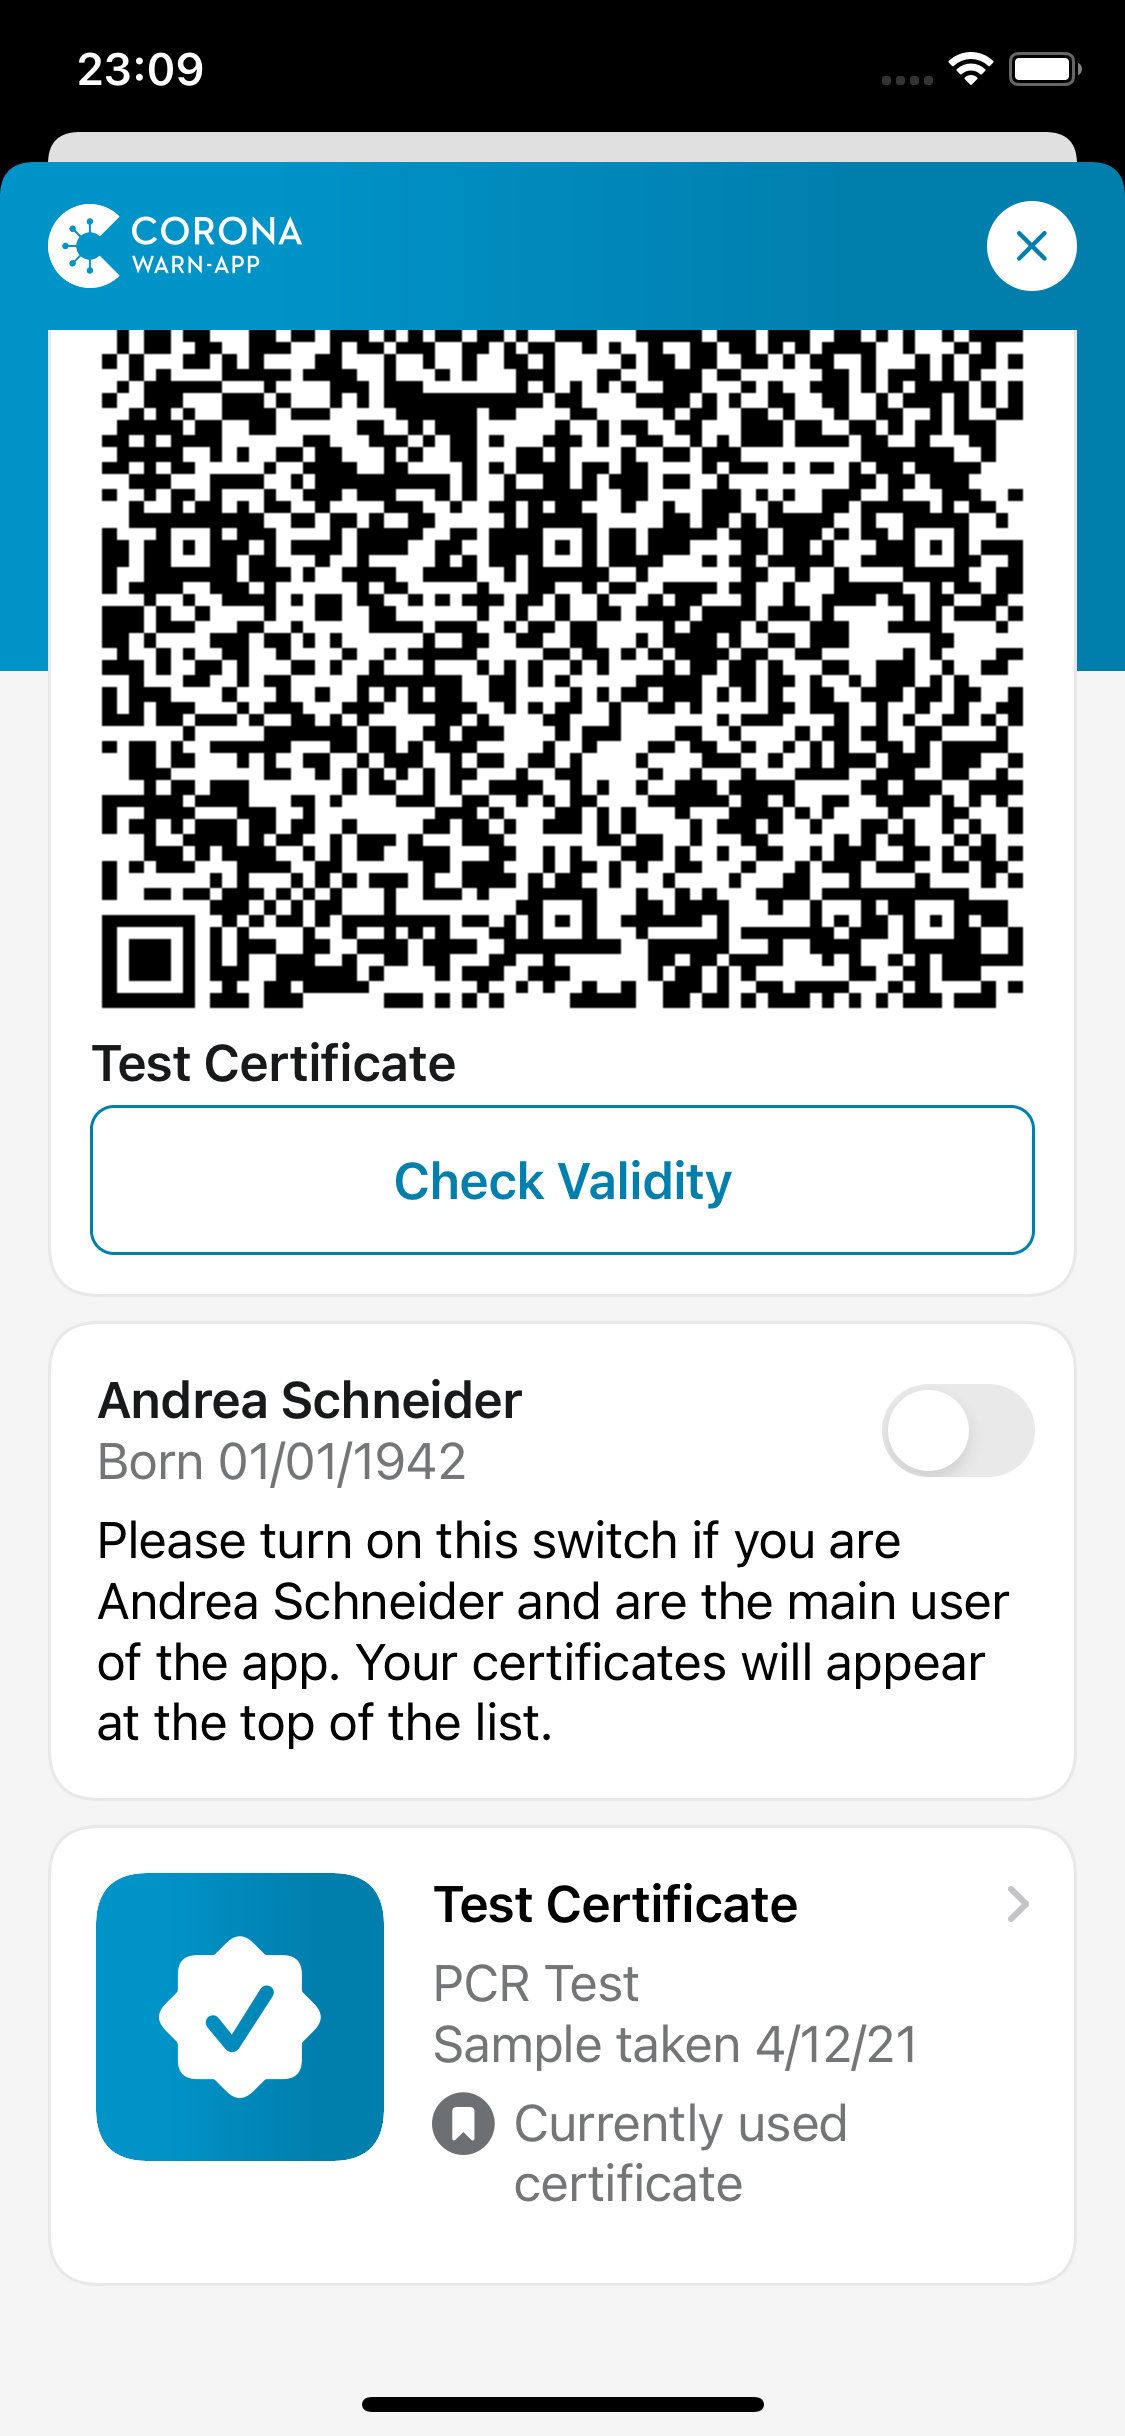 23:09
CORONA
WARN-APP
Test Certificate
Check Validity
Andrea Schneider
Born 01/01/1942
Please turn on this switch if you are
Andrea Schneider and are the main user
of the app. Your certificates will appear
at the top of the list.
Test Certificate
PCR Test
Sample taken 4/12/21
Currently used
certificate